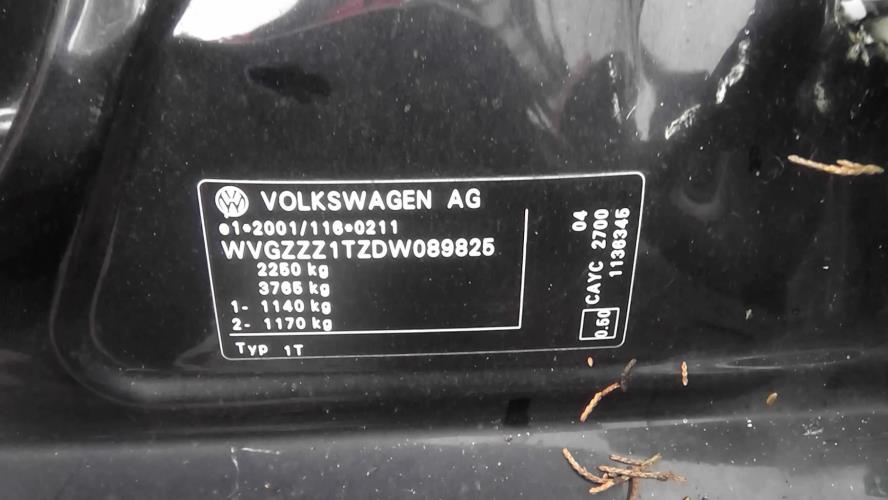 VOLKSWAGEN AG
e1*2001/116*0211
WVGZZZ1TZDW089825
2250 kg
3765 kg
1- 1140 kg
2- 1170 kg
Typ 1T
04
CAYC 2700
1136345
0.50